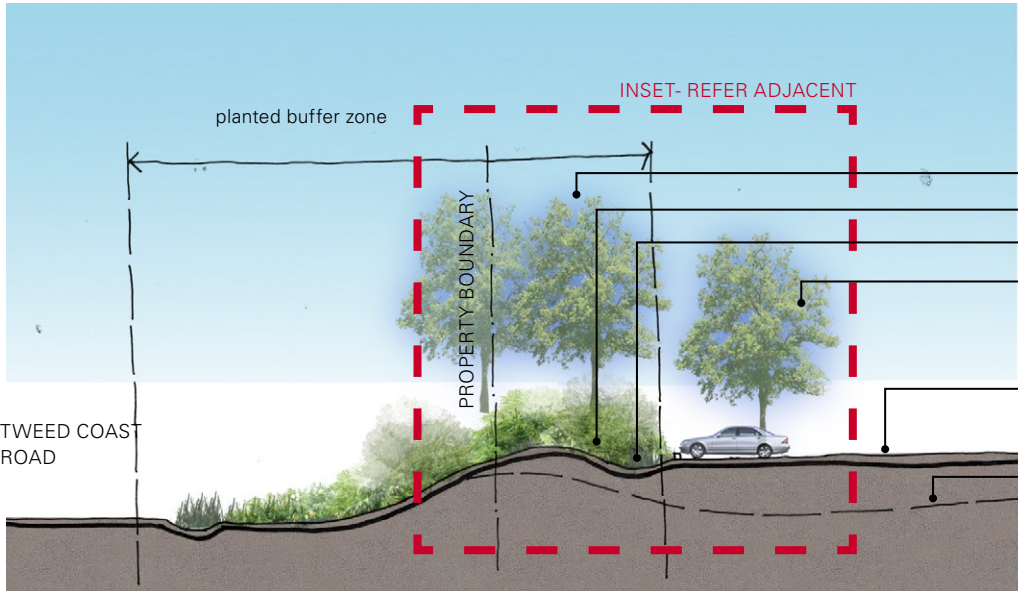 INSET- REFER ADJACENT
planted buffer zone
PROPERTY BOUNDARY
TWEED COAST
ROAD